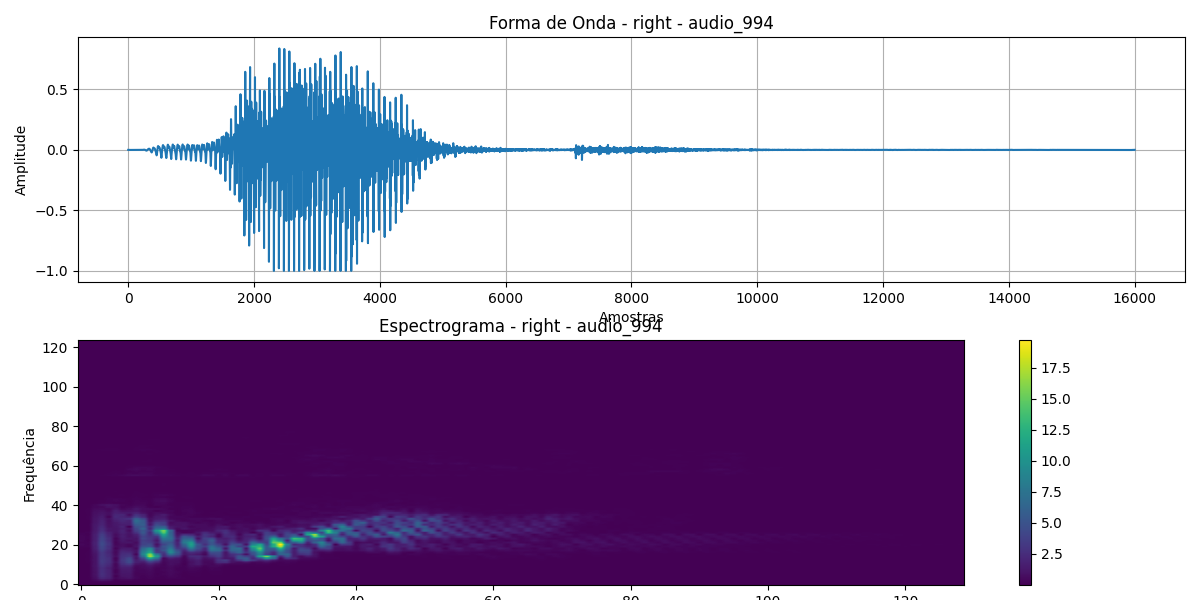 Forma de Onda - right - audio_994
Amplitude
0.5
0.0
−0.5
−1.0
0 2000 4000 6000 8000 10000 12000 14000 16000
Amostras
Espectrograma - right - audio_994
Frequência
120
100
80
60
40
20
0
0 20 40 60 80 100 120
17.5
15.0
12.5
10.0
7.5
5.0
2.5